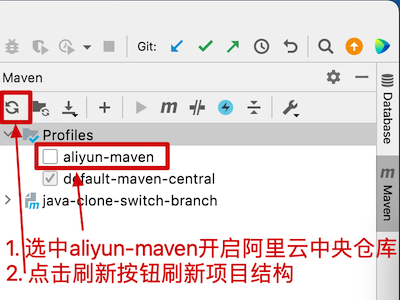 Git:
Maven
m
Profiles
aliyun-maven
default-maven-central
java-clone-switch-branch
Database
m
Maven
1. 选中aliyun-maven开启阿里云中央仓库
2. 点击刷新按钮刷新项目结构